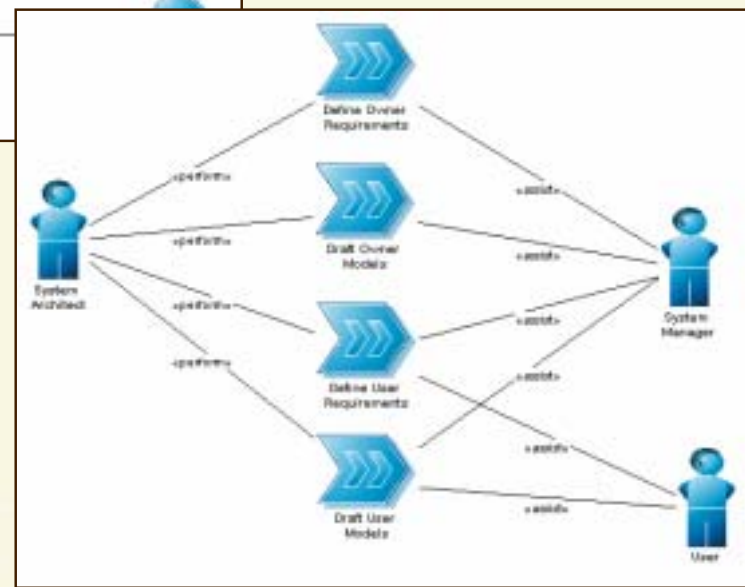 Define Owner
Requirements
«perform»
«assist»
«perform»
Draft Owner
Models
«assist»
System
Architect
«perform»
«assist»
System
Manager
«perform»
Define User
Requirements
«assist»
«assist»
Draft User
Models
«assist»
User